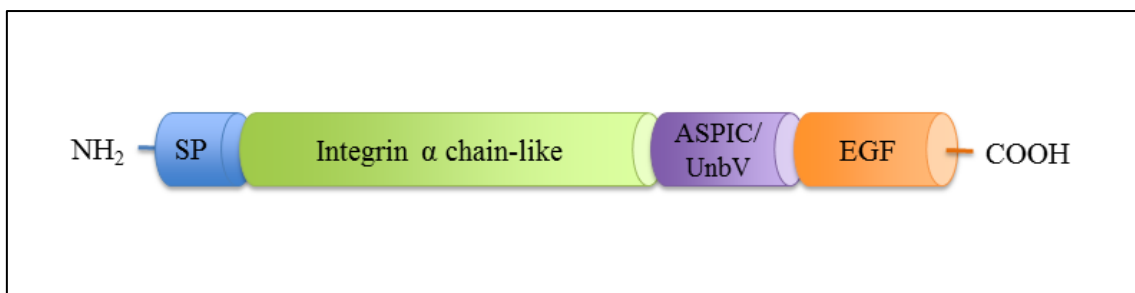 NH₂
SP
Integrin α chain-like
ASPIC/
UnbV
EGF
COOH